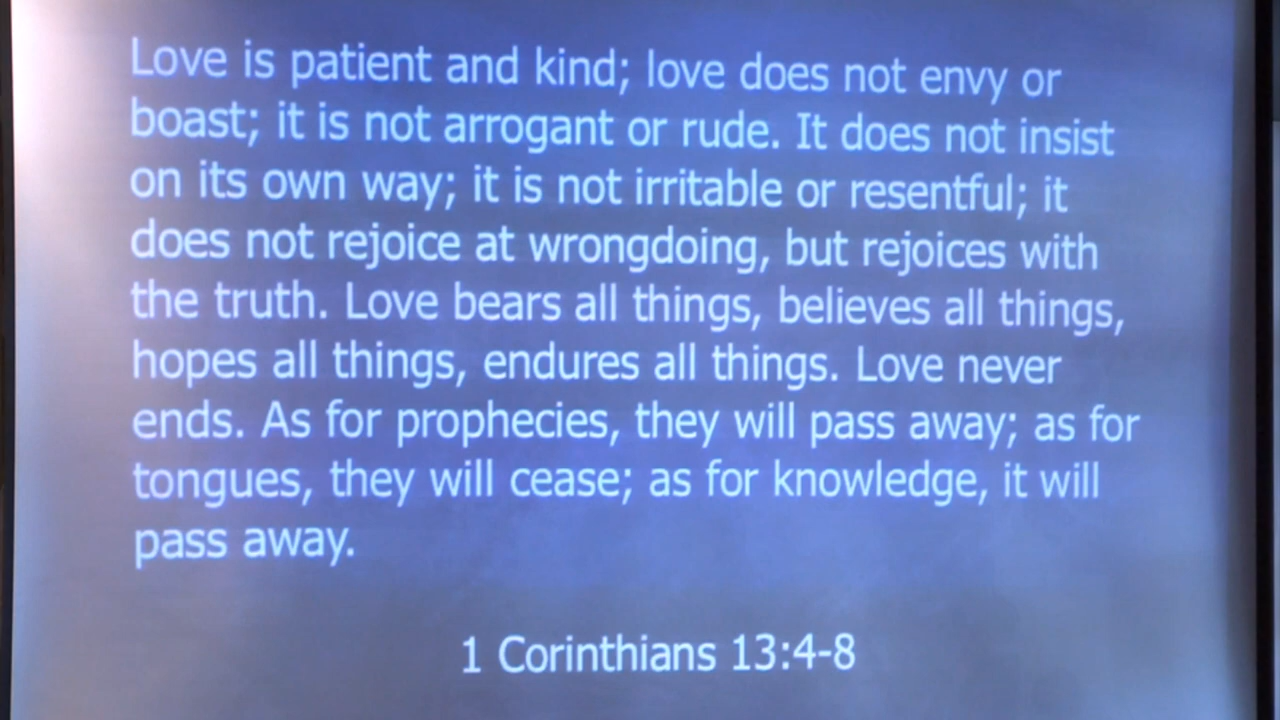 Love is patient and kind; love does not envy or
boast; it is not arrogant or rude. It does not insist
on its own way; it is not irritable or resentful; it
does not rejoice at wrongdoing, but rejoices with
the truth. Love bears all things, believes all things,
hopes all things, endures all things. Love never
ends. As for prophecies, they will pass away; as for
tongues, they will cease; as for knowledge, it will
pass away.
1 Corinthians 13:4-8